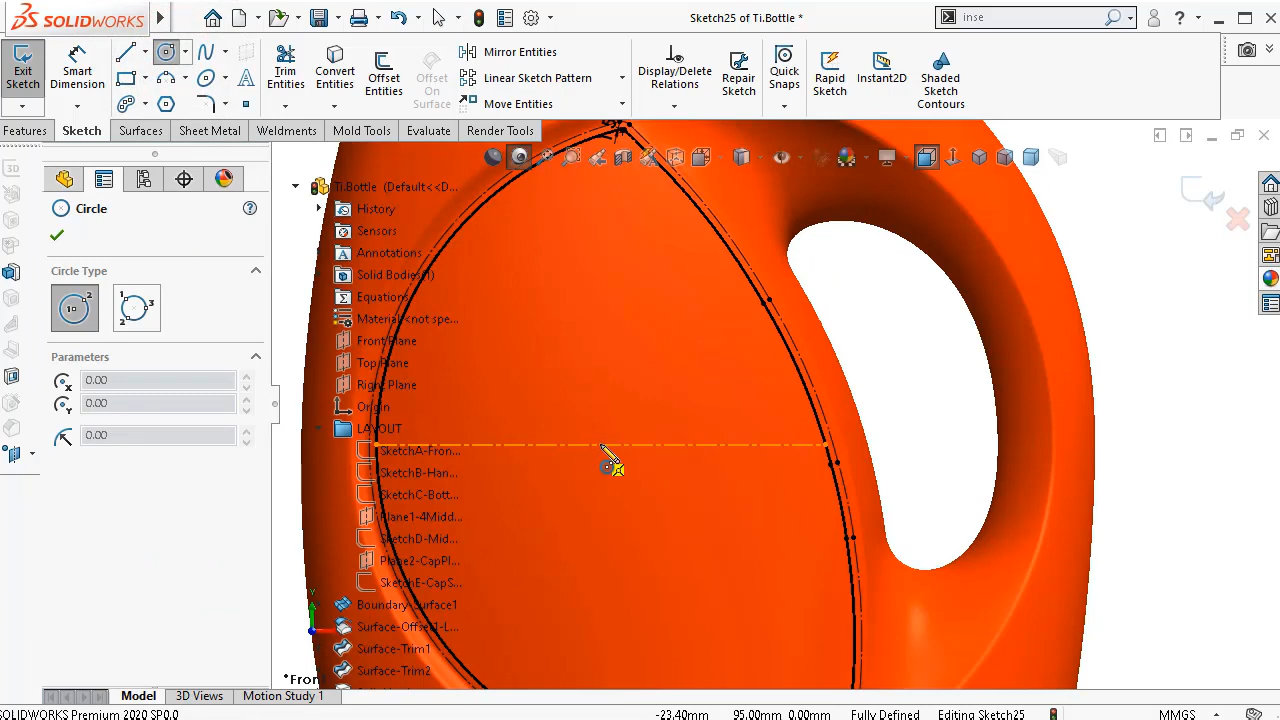 SOLIDWORKS
Sketch25 of Ti.Bottle *
inse
Exit Sketch
Smart Dimension
Trim Entities
Convert Entities
Offset Entities
Offset On Surface
Mirror Entities
Linear Sketch Pattern
Move Entities
Display/Delete Relations
Repair Sketch
Quick Snaps
Rapid Sketch
Instant2D
Shaded Sketch Contours
Features
Sketch
Surfaces
Sheet Metal
Weldments
Mold Tools
Evaluate
Render Tools
Circle
Circle Type
Parameters
0.00
0.00
0.00
Ti.Bottle (Default<<D...
History
Sensors
Annotations
Solid Bodies(1)
Equations
Material <not spe...
Front Plane
Top Plane
Right Plane
Origin
LAYOUT
SketchA-Fron...
SketchB-Han...
SketchC-Bott...
Plane1-4Midd...
SketchD-Mid...
Plane2-CapPl...
SketchE-CapS...
Boundary-Surface1
Surface-Offset1-L...
Surface-Trim1
Surface-Trim2
Y
*Fron
Model
3D Views
Motion Study 1
SOLIDWORKS Premium 2020 SP0.0
-23.40mm
95.00mm 0.00mm
Fully Defined
Editing Sketch25
MMGS